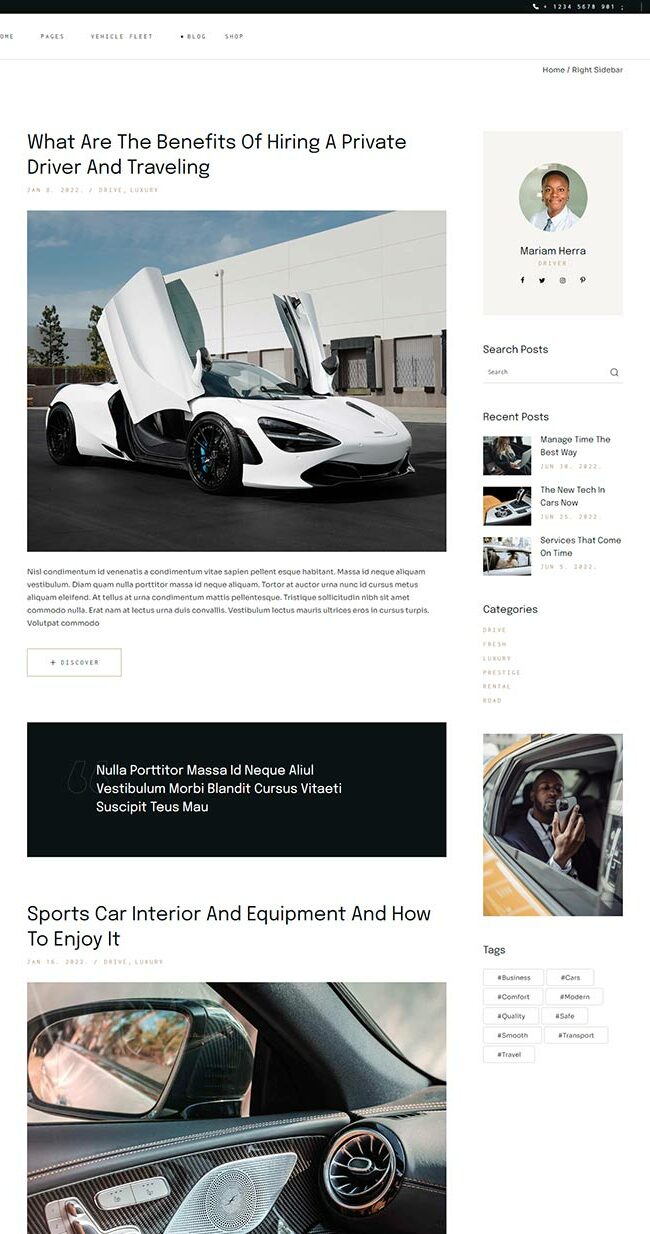 + 1234 5678 901 ;
OME PAGES VEHICLE FLEET BLOG SHOP
Home / Right Sidebar
What Are The Benefits Of Hiring A Private
Driver And Traveling
JAN 8. 2022. / DRIVE, LUXURY
Nisl condimentum id venenatis a condimentum vitae sapien pellent esque habitant. Massa id neque aliquam
vestibulum. Diam quam nulla porttitor massa id neque aliquam. Tortor at auctor urna nunc id cursus metus
aliquam eleifend. At tellus at urna condimentum mattis pellentesque. Tristique sollicitudin nibh sit amet
commodo nulla. Erat nam at lectus urna duis convallis. Vestibulum lectus mauris ultrices eros in cursus turpis.
Volutpat commodo
+ DISCOVER
“
Nulla Porttitor Massa Id Neque Aliul
Vestibulum Morbi Blandit Cursus Vitaeti
Suscipit Teus Mau
Sports Car Interior And Equipment And How
To Enjoy It
JAN 16. 2022. / DRIVE, LUXURY
Mariam Herra
DRIVER
Search Posts
Search
Recent Posts
Manage Time The
Best Way
JUN 30. 2022.
The New Tech In
Cars Now
JUN 25. 2022.
Services That Come
On Time
JUN 5. 2022.
Categories
DRIVE
FRESH
LUXURY
PRESTIGE
RENTAL
ROAD
Tags
#Business #Cars
#Comfort #Modern
#Quality #Safe
#Smooth #Transport
#Travel